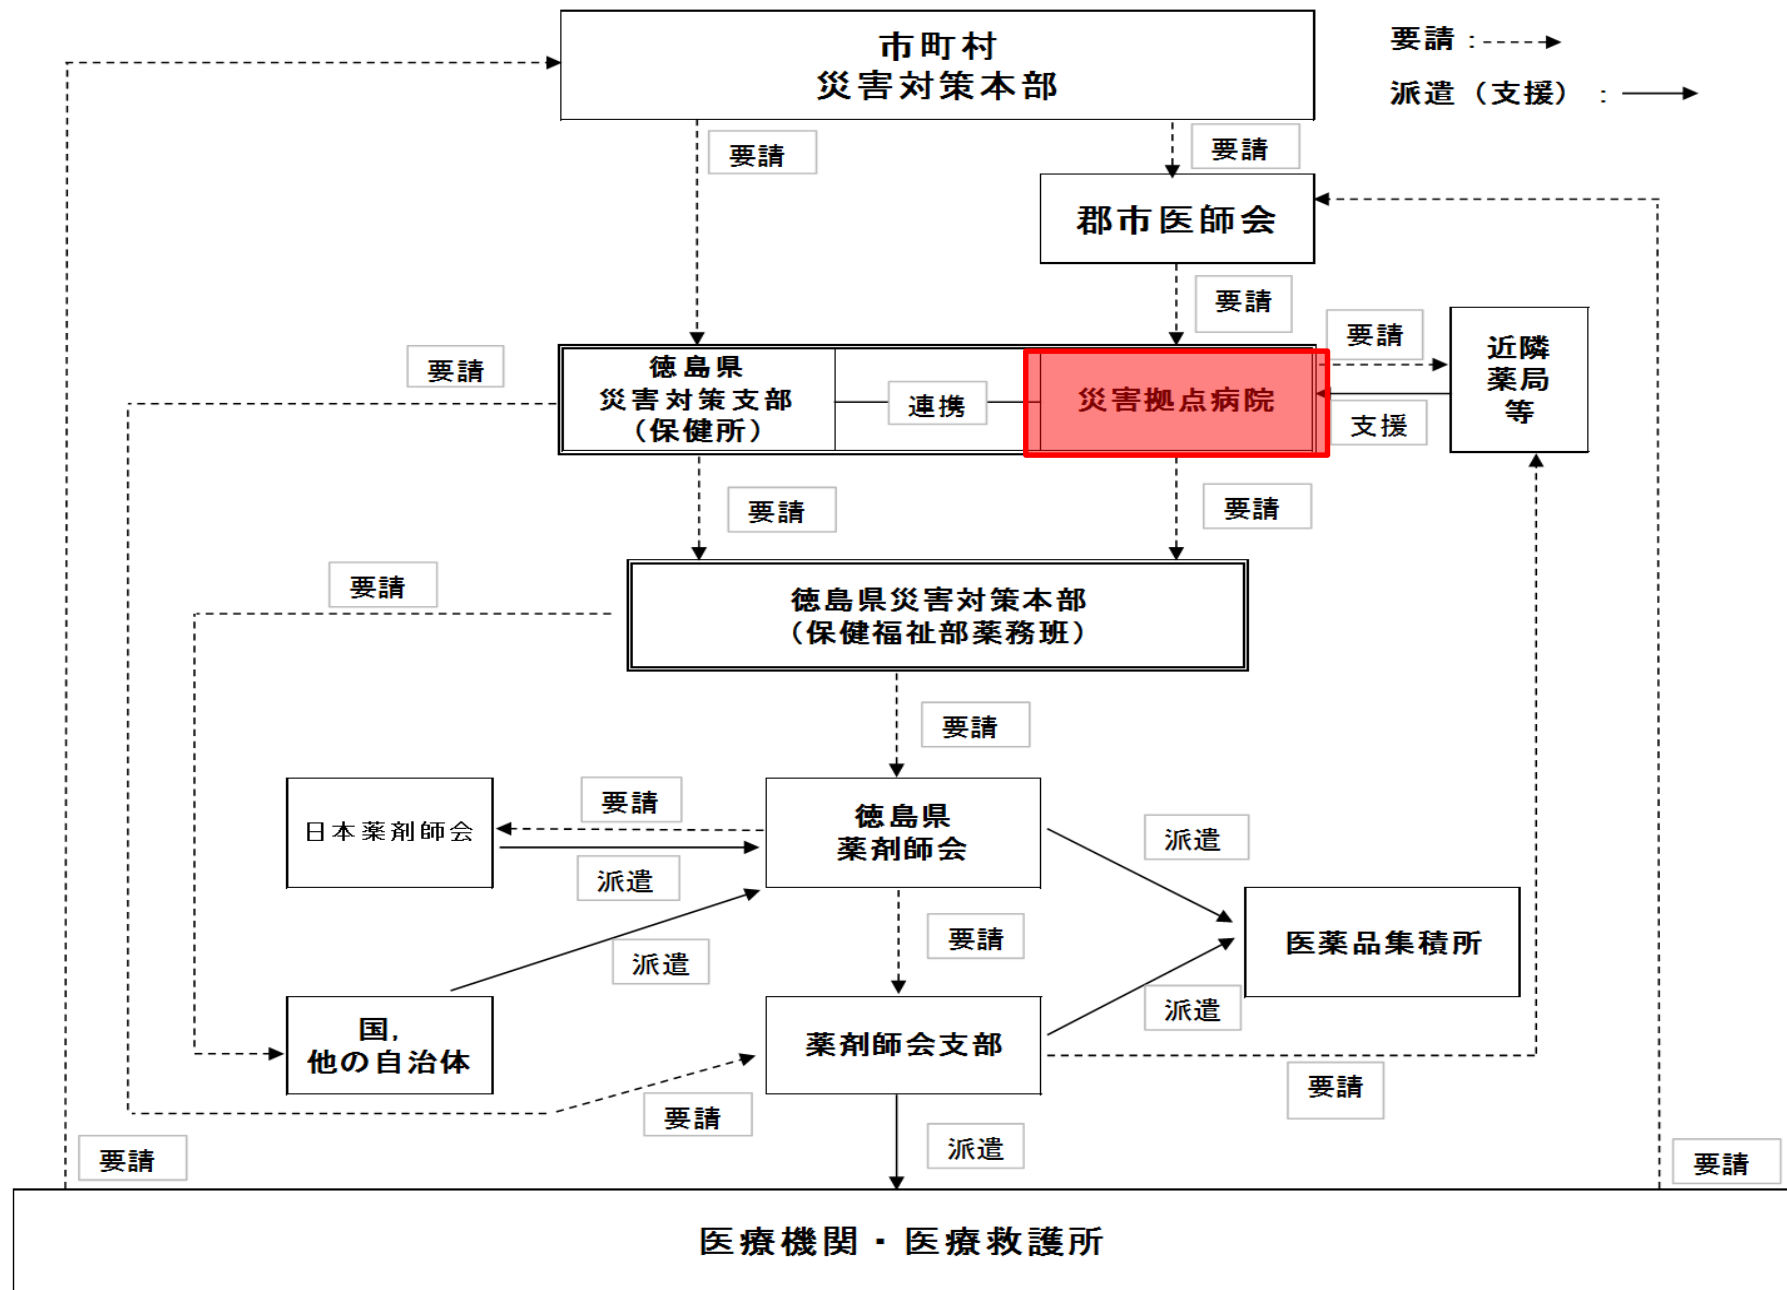 市町村
災害対策本部
要請：
派遣（支援）：
要請
要請
郡市医師会
要請
要請
徳島県
災害対策支部
（保健所）
連携
災害拠点病院
要請
支援
近隣
薬局
等
要請
要請
要請
徳島県災害対策本部
（保健福祉部薬務班）
要請
日本薬剤師会
要請
派遣
徳島県
薬剤師会
派遣
派遣
要請
医薬品集積所
国，
他の自治体
薬剤師会支部
派遣
要請
要請
派遣
要請
要請
医療機関・医療救護所